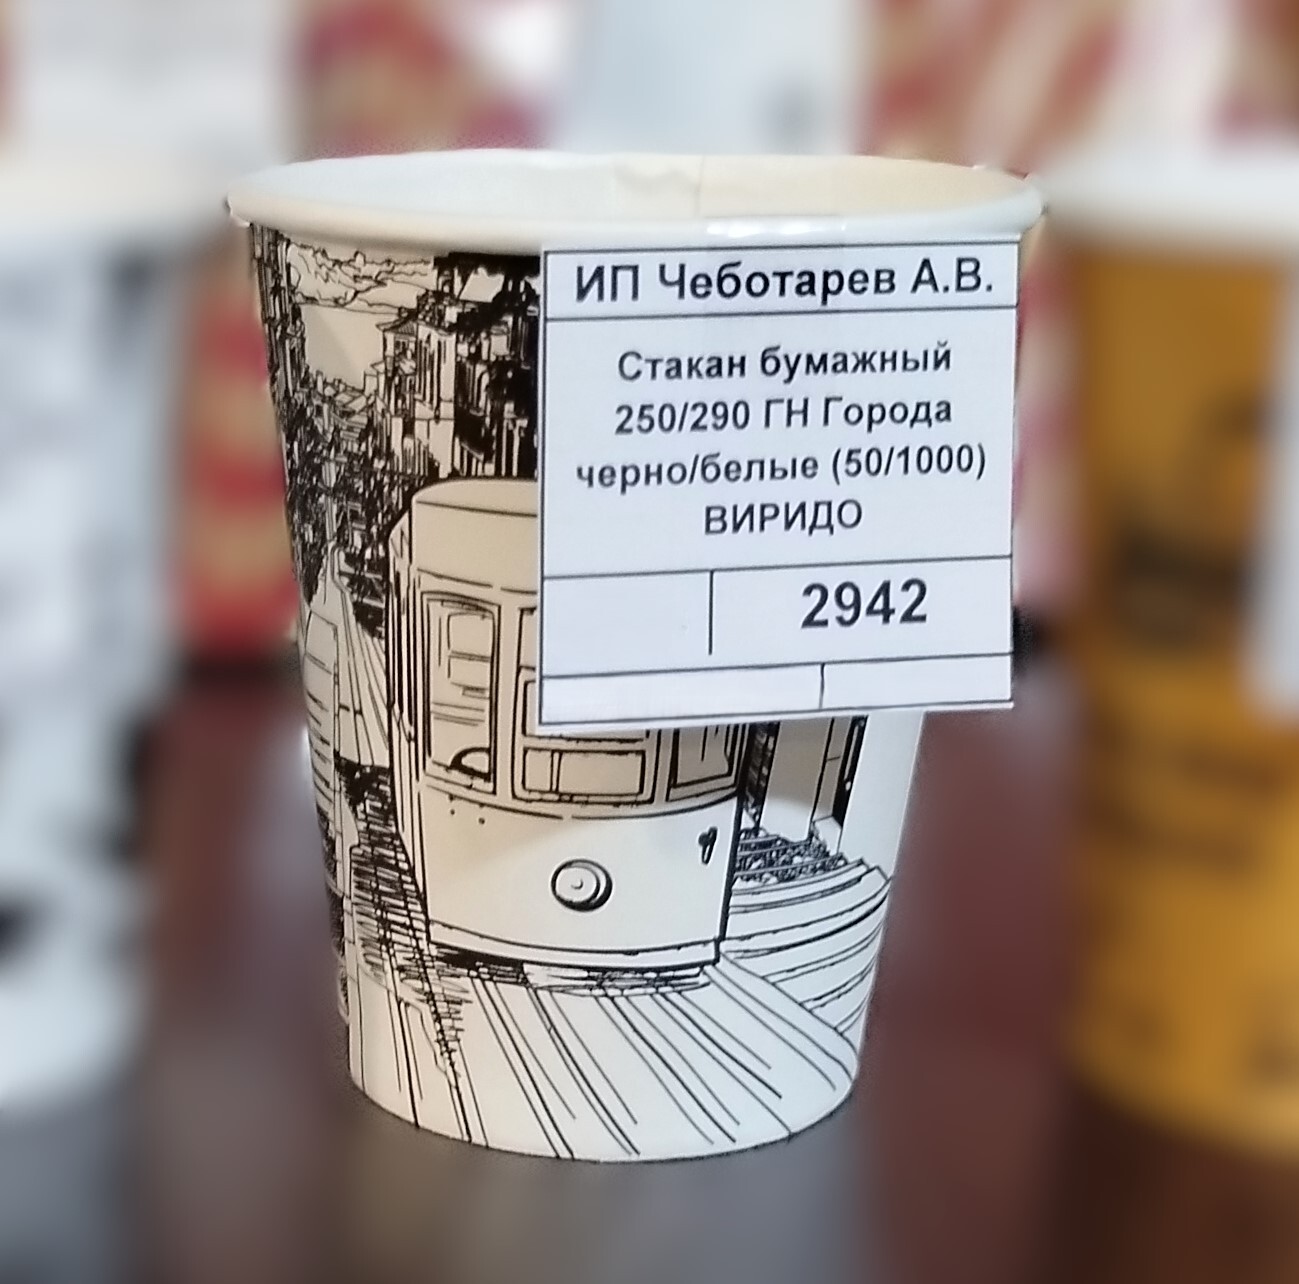 ИП Чеботарев А.В.
Стакан бумажный
250/290 ГН Города
черно/белые (50/1000)
ВИРИДО
2942